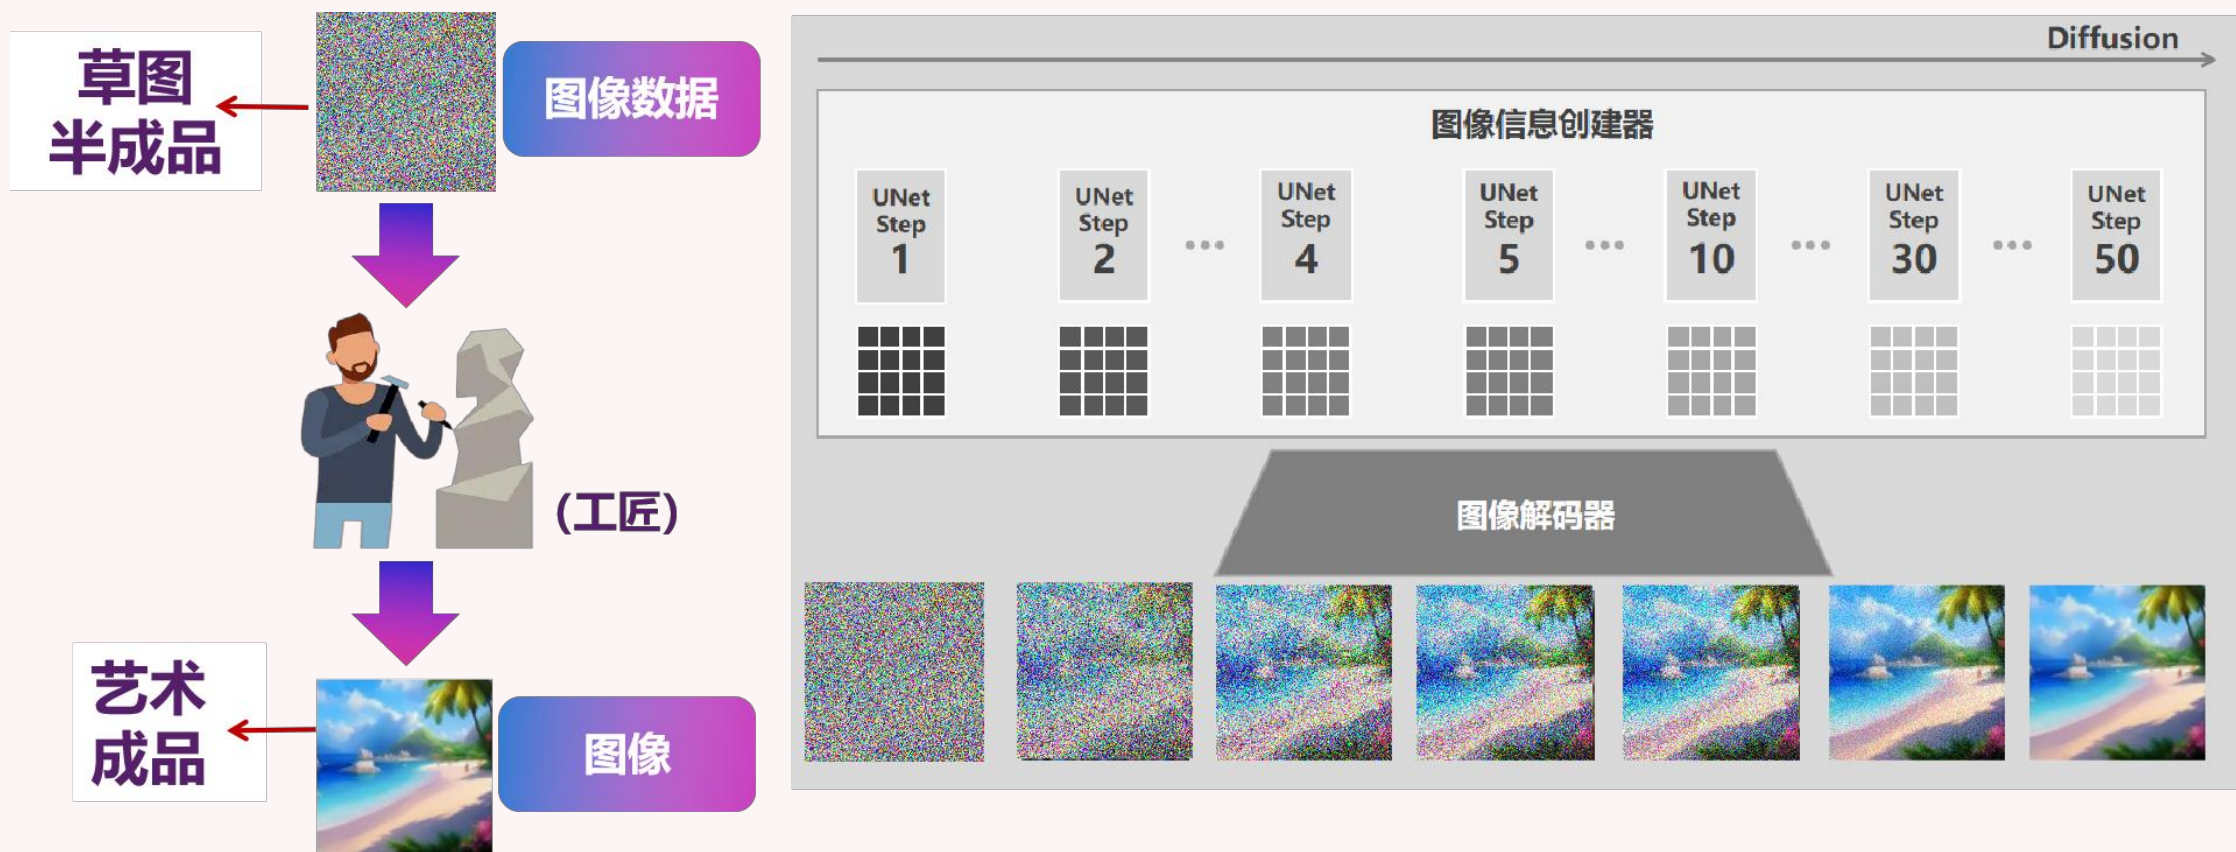 草图
半成品
图像数据
(工匠)
艺术
成品
图像
Diffusion
图像信息创建器
UNet
Step
1
UNet
Step
2
...
UNet
Step
4
UNet
Step
5
...
UNet
Step
10
...
UNet
Step
30
...
UNet
Step
50
图像解码器